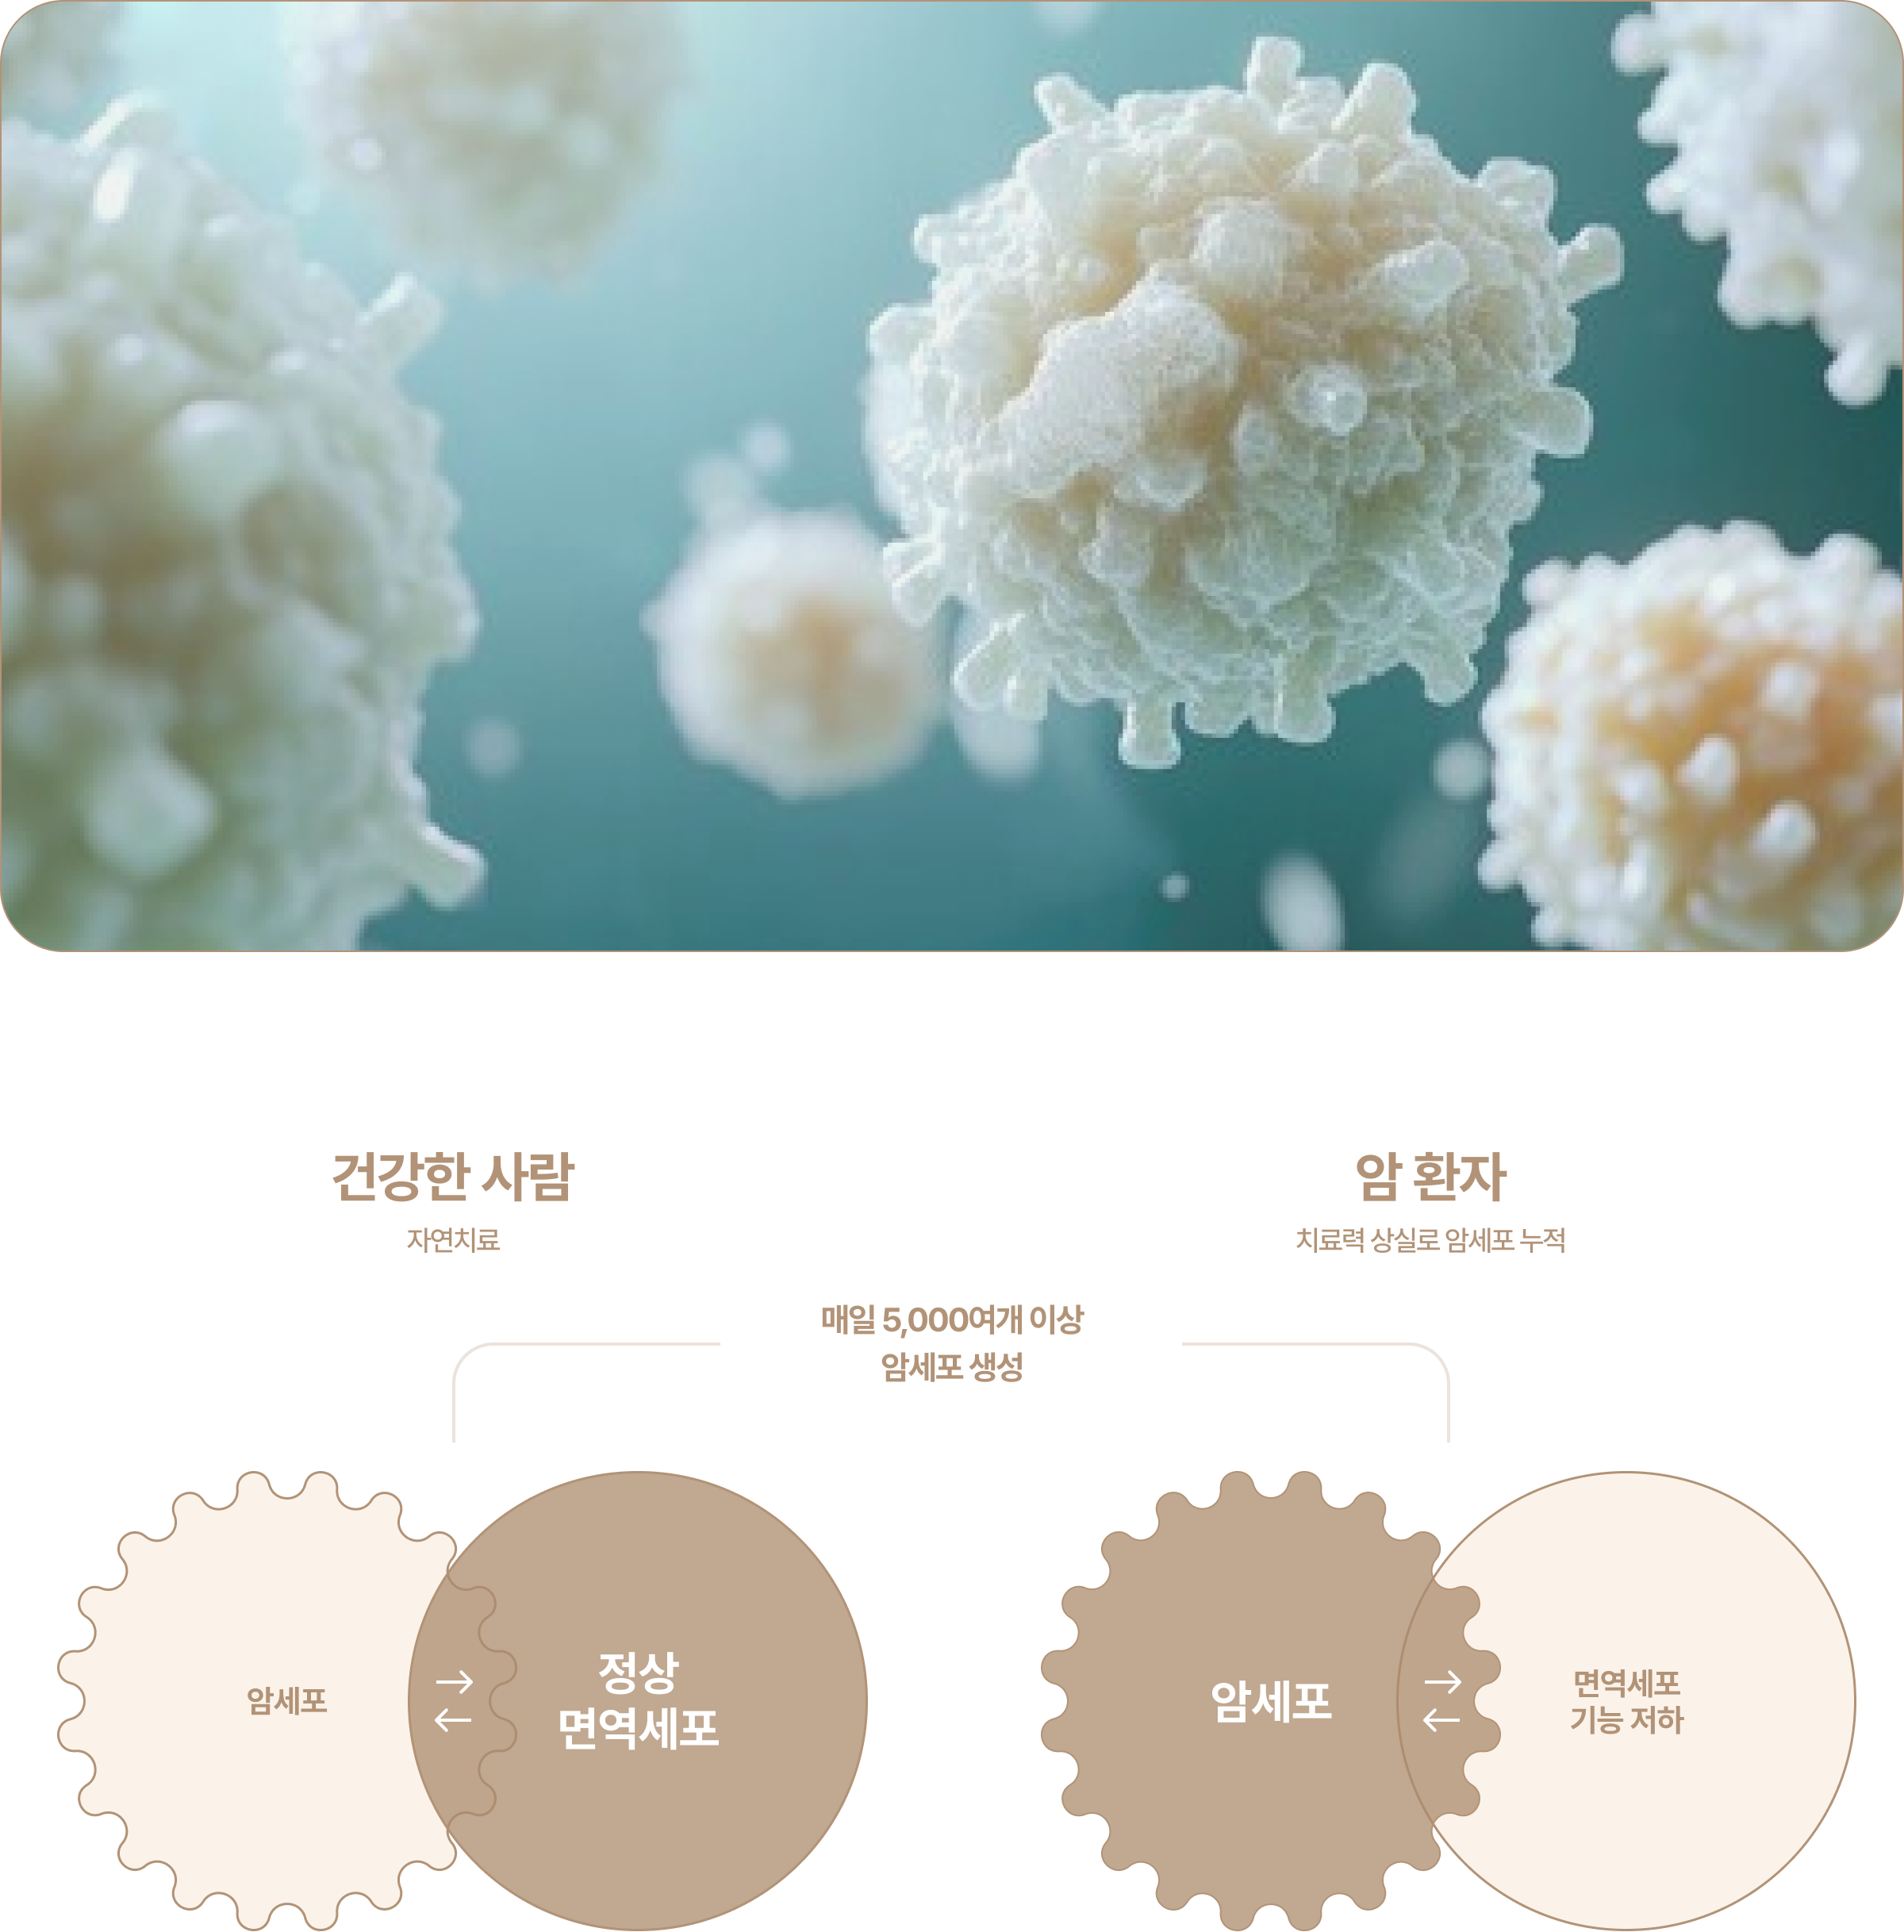 건강한 사람
자연치료
암 환자
치료력 상실로 암세포 누적
매일 5,000여개 이상
암세포 생성
암세포
정상
면역세포
암세포
면역세포
기능 저하